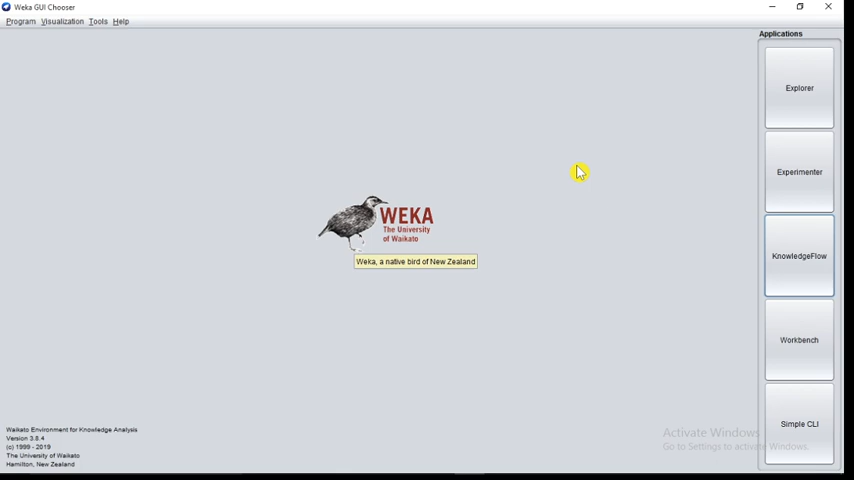 Weka GUI Chooser
Program Visualization Tools Help
Applications
Explorer
Experimenter
WEKA
The University
of Waikato
KnowledgeFlow
Weka, a native bird of New Zealand
Workbench
Simple CLI
Waikato Environment for Knowledge Analysis
Version 3.8.4
(c) 1999 - 2019
The University of Waikato
Hamilton, New Zealand
Activate Windows
Go to Settings to activate Windows.